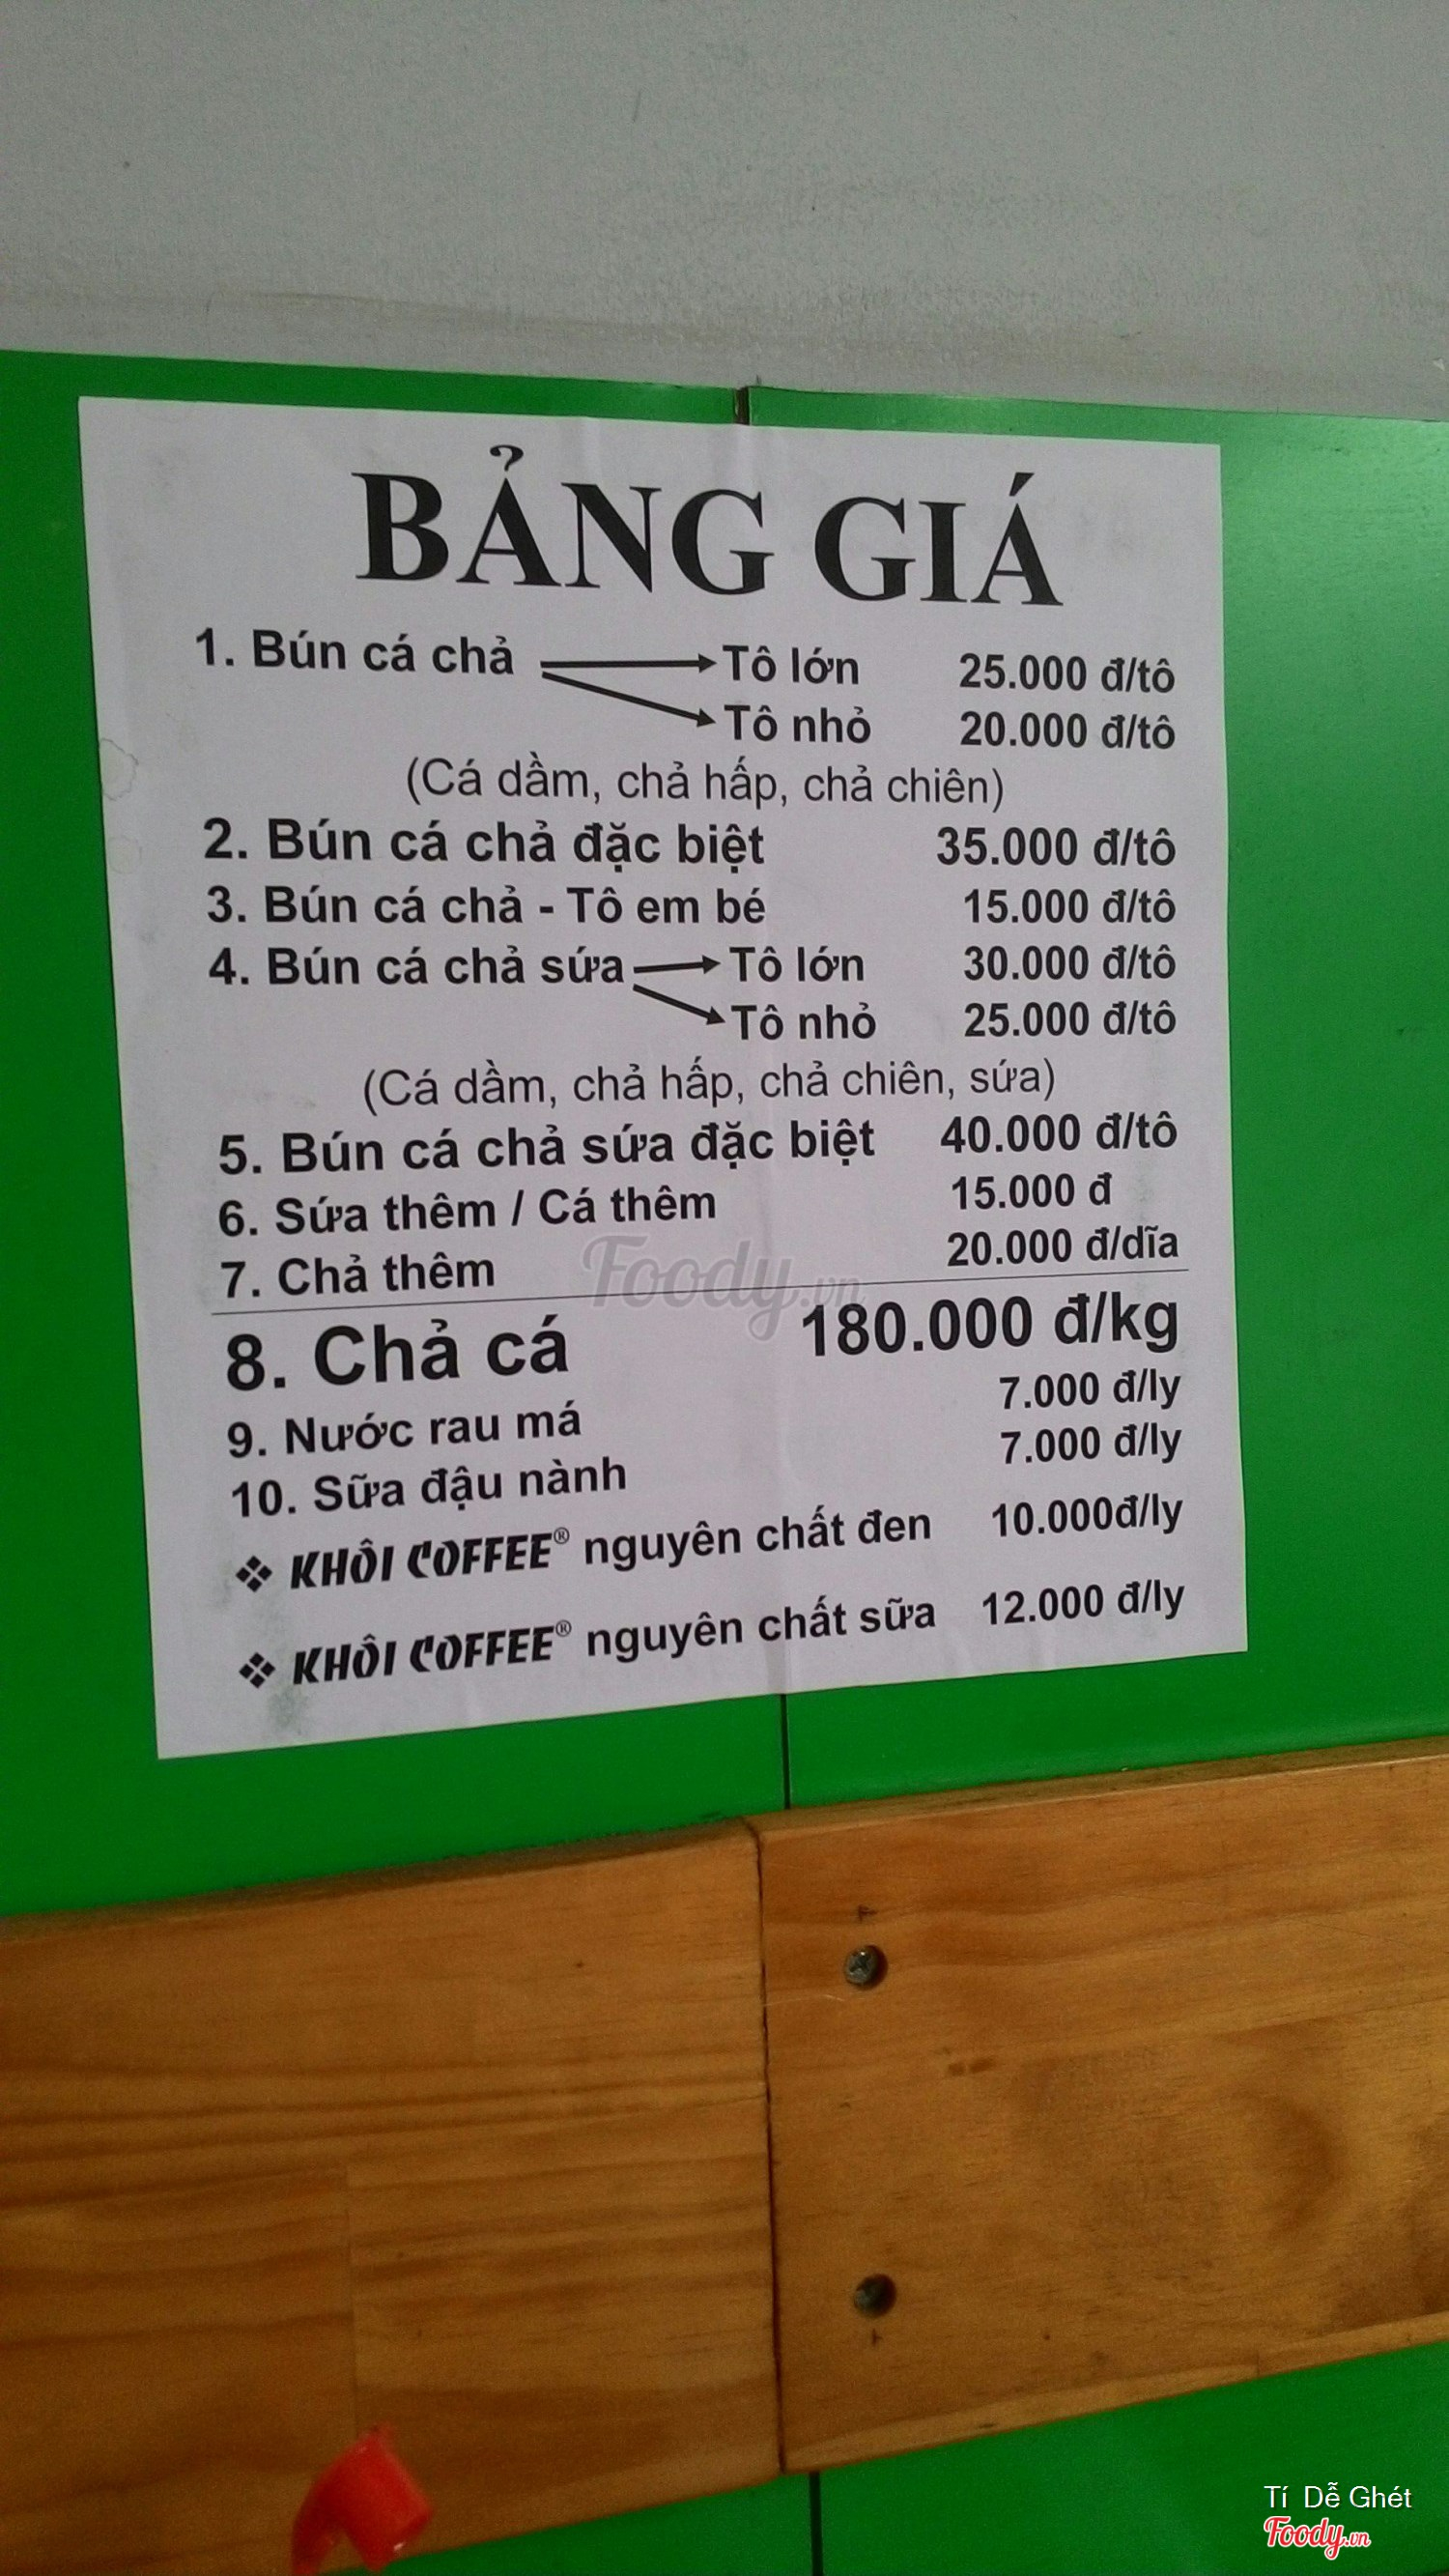 BẢNG GIÁ
1. Bún cá chả Tô lớn 25.000 đ/tô
Tô nhỏ 20.000 đ/tô
(Cá dầm, chả hấp, chả chiên)
2. Bún cá chả đặc biệt 35.000 đ/tô
3. Bún cá chả - Tô em bé 15.000 đ/tô
4. Bún cá chả sứa Tô lớn 30.000 đ/tô
Tô nhỏ 25.000 đ/tô
(Cá dầm, chả hấp, chả chiên, sứa)
5. Bún cá chả sứa đặc biệt 40.000 đ/tô
6. Sứa thêm / Cá thêm 15.000 đ
7. Chả thêm 20.000 đ/dĩa
Foody.vn
8. Chả cá 180.000 đ/kg
9. Nước rau má 7.000 đ/ly
10. Sữa đậu nành 7.000 đ/ly
❖ KHÔI COFFEE® nguyên chất đen 10.000đ/ly
❖ KHÔI COFFEE® nguyên chất sữa 12.000 đ/ly
Tí Dễ Ghét
Foody.vn